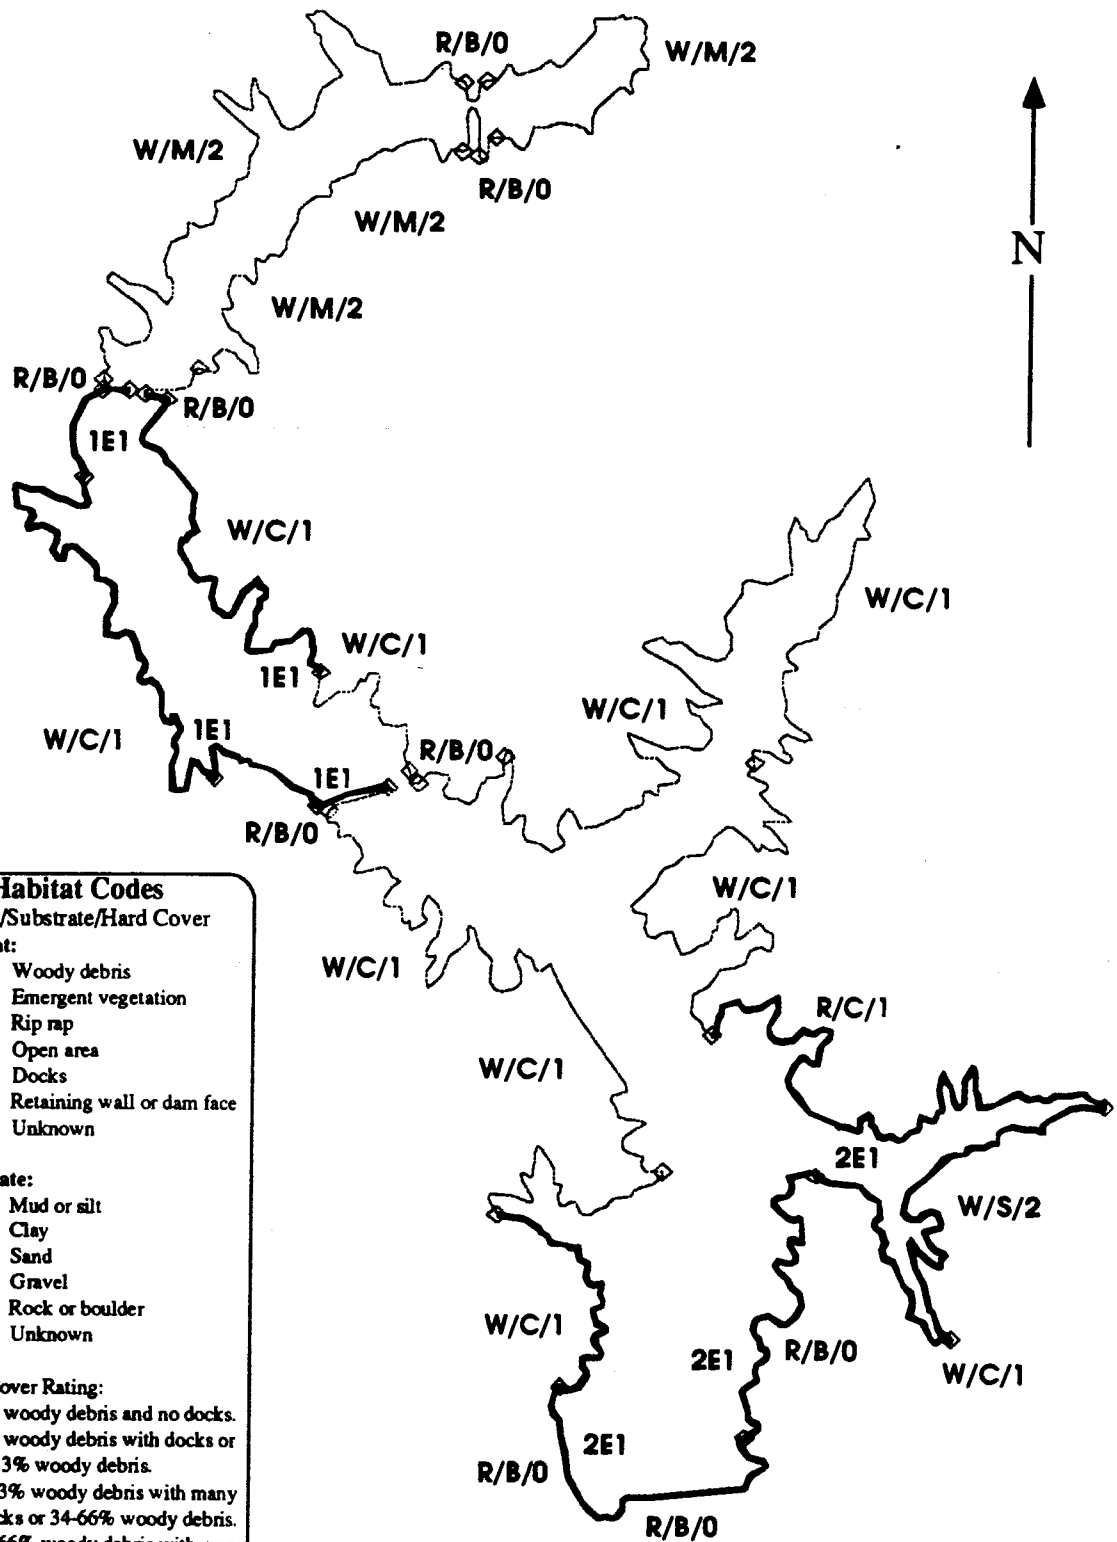 R/B/0
W/M/2
W/M/2
R/B/0
W/M/2
N
W/M/2
R/B/0
R/B/0
1E1
W/C/1
W/C/1
W/C/1
1E1
W/C/1
1E1
W/C/1
R/B/0
1E1
R/B/0
W/C/1
W/C/1
R/C/1
W/C/1
2E1
W/S/2
W/C/1
R/B/0
2E1
W/C/1
2E1
R/B/0
R/B/0
Habitat Codes
/Substrate/Hard Cover
Woody debris
Emergent vegetation
Rip rap
Open area
Docks
Retaining wall or dam face
Unknown
Mud or silt
Clay
Sand
Gravel
Rock or boulder
Unknown
Rating:
woody debris and no docks.
woody debris with docks or
3% woody debris.
3% woody debris with many
or 34-66% woody debris.